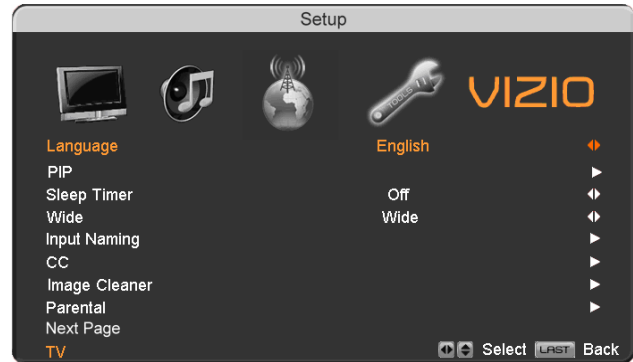 Setup
TOOLS
VIZIO
Language English
PIP
Sleep Timer Off
Wide Wide
Input Naming
CC
Image Cleaner
Parental
Next Page
TV Select LAST Back